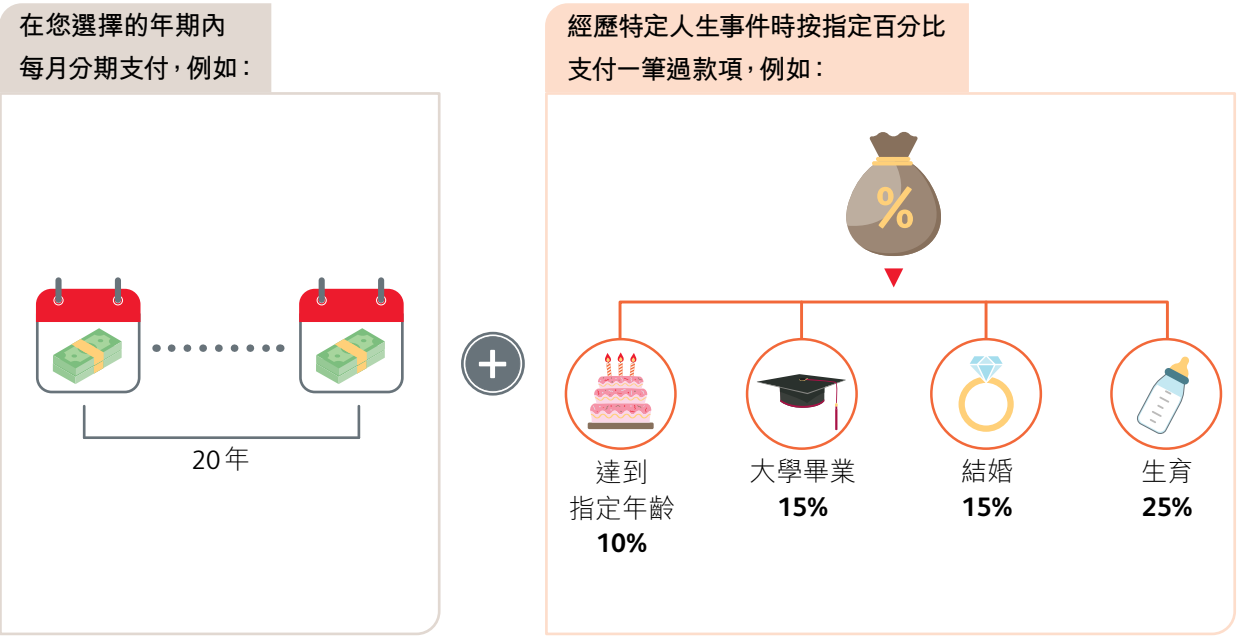 在您選擇的年期內
每月分期支付，例如：
20年
經歷特定人生事件時按指定百分比
支付一筆過款項，例如：
%
達到
指定年齡
10%
大學畢業
15%
結婚
15%
生育
25%